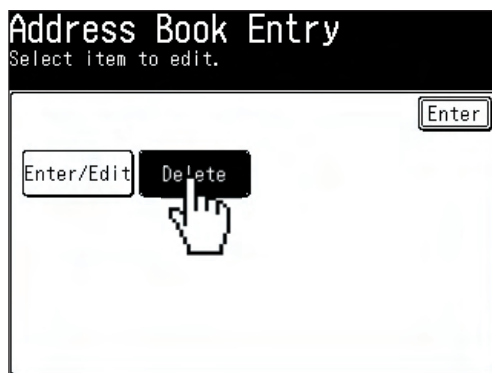 Address Book Entry
Select item to edit.
Enter
Enter/Edit Delete